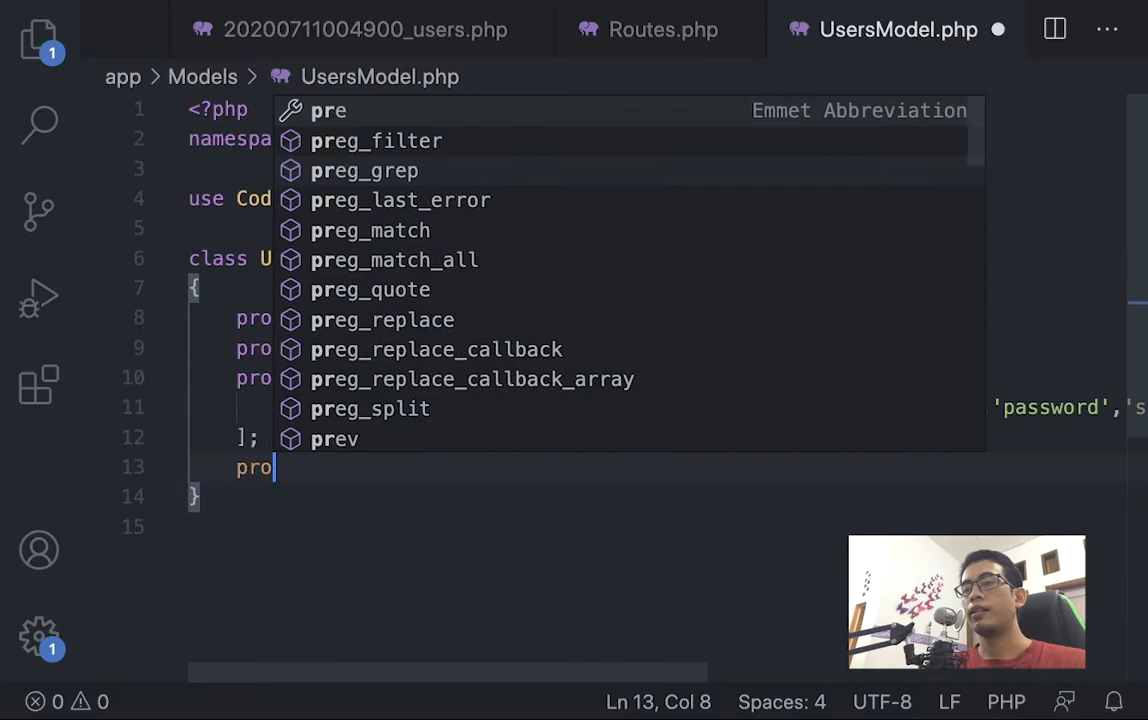 1
20200711004900_users.php
Routes.php
UsersModel.php
app > Models > UsersModel.php
1 <?php
pre Emmet Abbreviation
2 namespa
preg_filter
3
preg_grep
4 use Cod
preg_last_error
5
preg_match
6 class U
preg_match_all
7 {
preg_quote
8 pro
preg_replace
9 pro
preg_replace_callback
10 pro
preg_replace_callback_array
11
preg_split
'password','s
12 ];
prev
13 pro
14 }
15
1
0 0 Ln 13, Col 8 Spaces: 4 UTF-8 LF PHP